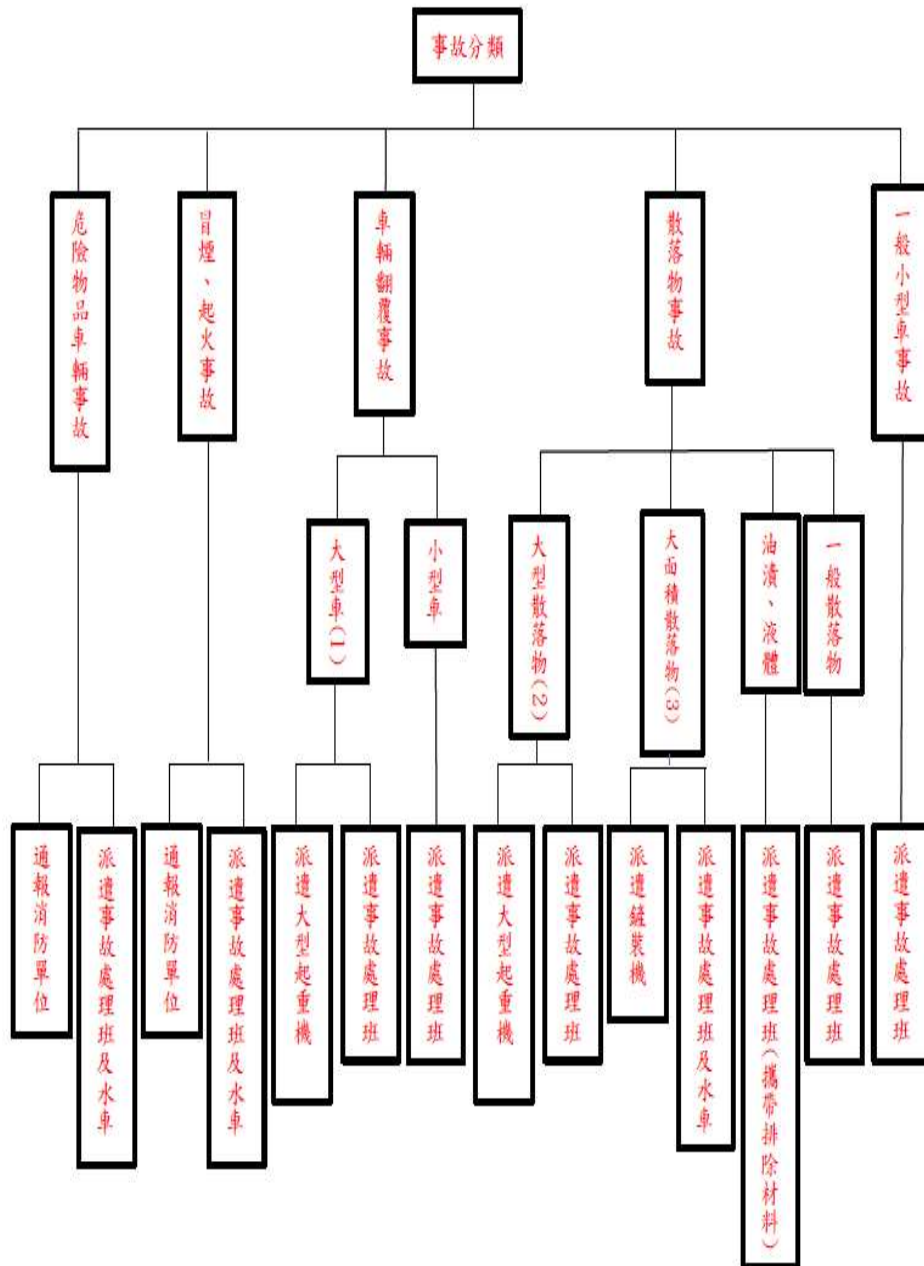 事故分類
一般小型車事故
散落物事故
車輛翻覆事故
冒煙、起火事故
危險物品車輛事故
一般散落物
油漬、液體
大面積散落物(3)
大型散落物(2)
小型車
大型車(1)
派遣事故處理班
派遣事故處理班
派遣事故處理班(攜帶排除材料)
派遣事故處理班及水車
派遣鏟裝機
派遣事故處理班
派遣大型起重機
派遣事故處理班
派遣事故處理班
派遣大型起重機
派遣事故處理班及水車
通報消防單位
派遣事故處理班及水車
通報消防單位